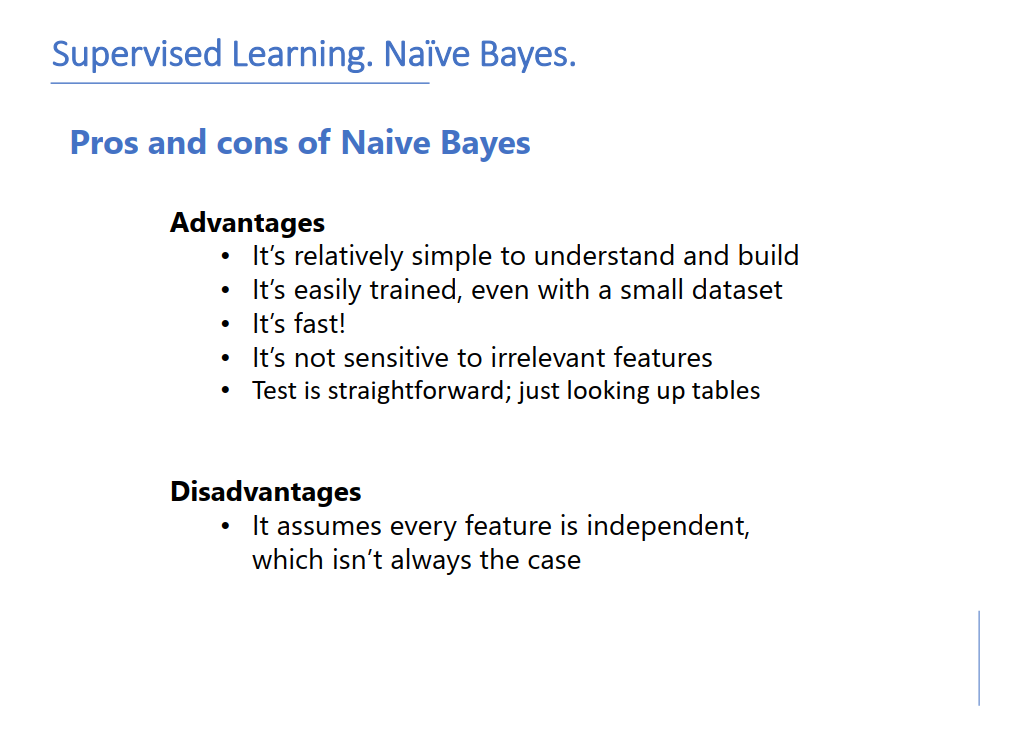 Supervised Learning. Naïve Bayes.
Pros and cons of Naive Bayes
Advantages
• It’s relatively simple to understand and build
• It’s easily trained, even with a small dataset
• It’s fast!
• It’s not sensitive to irrelevant features
• Test is straightforward; just looking up tables
Disadvantages
• It assumes every feature is independent,
which isn’t always the case